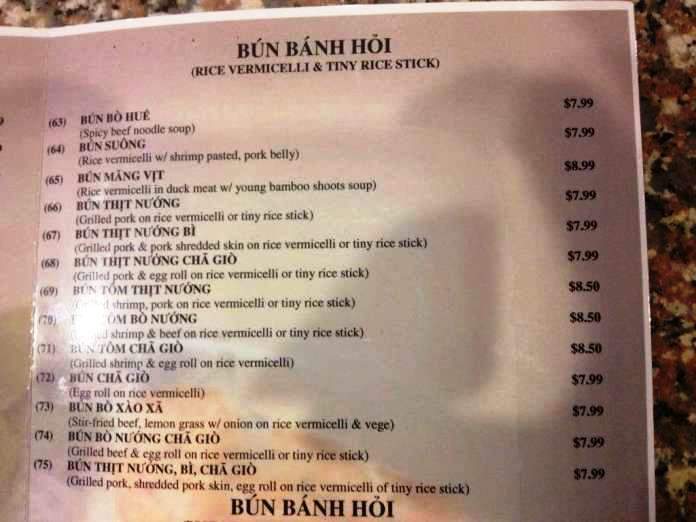 BÚN BÁNH HỎI
(RICE VERMICELLI & TINY RICE STICK)
(63) BÚN BÒ HUÊ $7.99
(Spicy beef noodle soup)
(64) BÚN SUÔNG $7.99
(Rice vermicelli w/ shrimp pasted, pork belly)
(65) BÚN MĂNG VỊT $8.99
(Rice vermicelli in duck meat w/ young bamboo shoots soup)
(66) BÚN THỊT NƯỚNG $7.99
(Grilled pork on rice vermicelli or tiny rice stick)
(67) BÚN THỊT NƯỚNG BÌ $7.99
(Grilled pork & pork shredded skin on rice vermicelli or tiny rice stick)
(68) BÚN THỊT NƯỚNG CHÃ GIÒ $7.99
(Grilled pork & egg roll on rice vermicelli or tiny rice stick)
(69) BÚN TÔM THỊT NƯỚNG $8.50
shrimp, pork on rice vermicelli or tiny rice stick)
(70) TÔM BÒ NƯỚNG $8.50
shrimp & beef on rice vermicelli or tiny rice stick)
(71) BÚN TÔM CHÃ GIÒ $8.50
(Grilled shrimp & egg roll on rice vermicelli)
(72) BÚN CHÃ GIÒ $7.99
(Egg roll on rice vermicelli)
(73) BÚN BÒ XÀO XÃ $7.99
(Stir-fried beef, lemon grass w/ onion on rice vermicelli & vege)
(74) BÚN BÒ NƯỚNG CHÃ GIÒ $7.99
(Grilled beef & egg roll on rice vermicelli or tiny rice stick)
(75) BÚN THỊT NƯỚNG, BÌ, CHÃ GIÒ $7.99
(Grilled pork, shredded pork skin, egg roll on rice vermicelli of tiny rice stick)
BÚN BÁNH HỎI